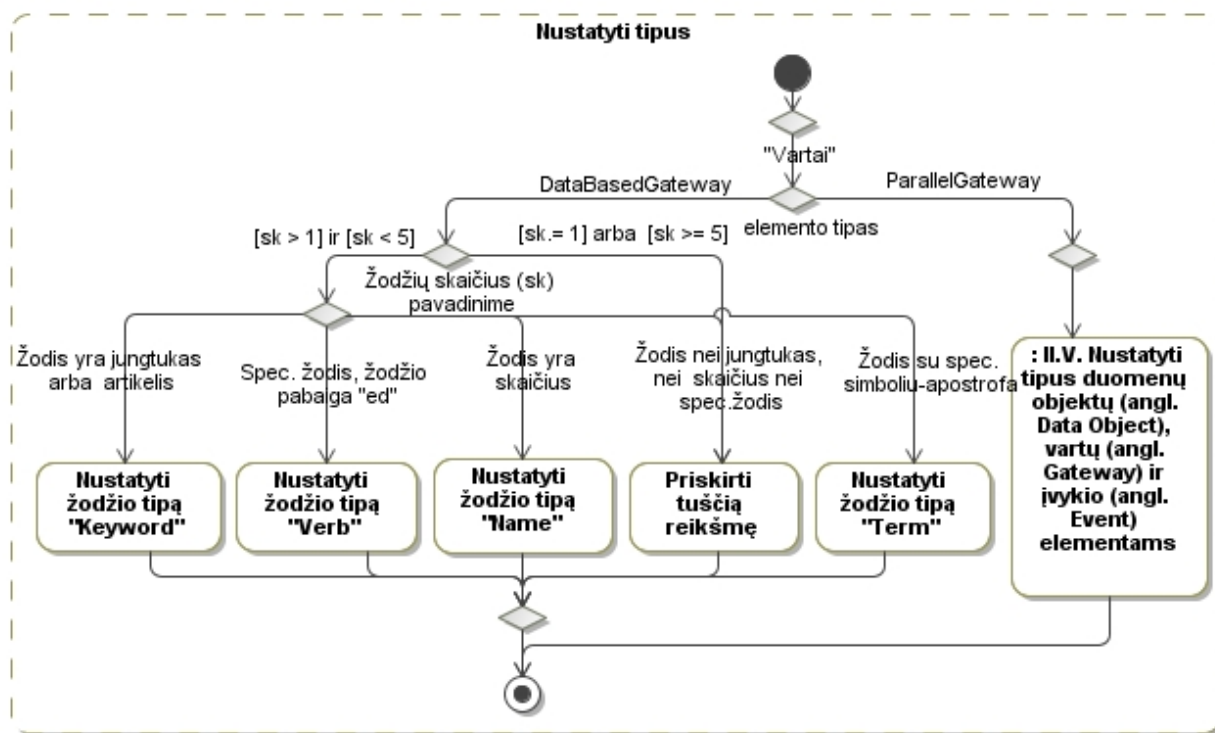 Nustatyti tipus
"Vartai"
DataBasedGateway
ParallelGateway
elemento tipas
[sk > 1] ir [sk < 5]
[sk.= 1] arba [sk >= 5]
Žodžių skaičius (sk)
pavadinime
Žodis yra jungtukas
arba artikelis
Spec. žodis, žodžio
pabaiga "ed"
Žodis yra
skaičius
Žodis nei jungtukas,
nei skaičius nei
spec.žodis
Žodis su spec.
simboliu-apostrofa
: II.V. Nustatyti
tipus duomenų
objektų (angl.
Data Object),
vartų (angl.
Gateway) ir
įvykio (angl.
Event)
elementams
Nustatyti
žodžio tipą
"Keyword"
Nustatyti
žodžio tipą
"Verb"
Nustatyti
žodžio tipą
"Name"
Priskirti
tuščią
reikšmę
Nustatyti
žodžio tipą
"Term"